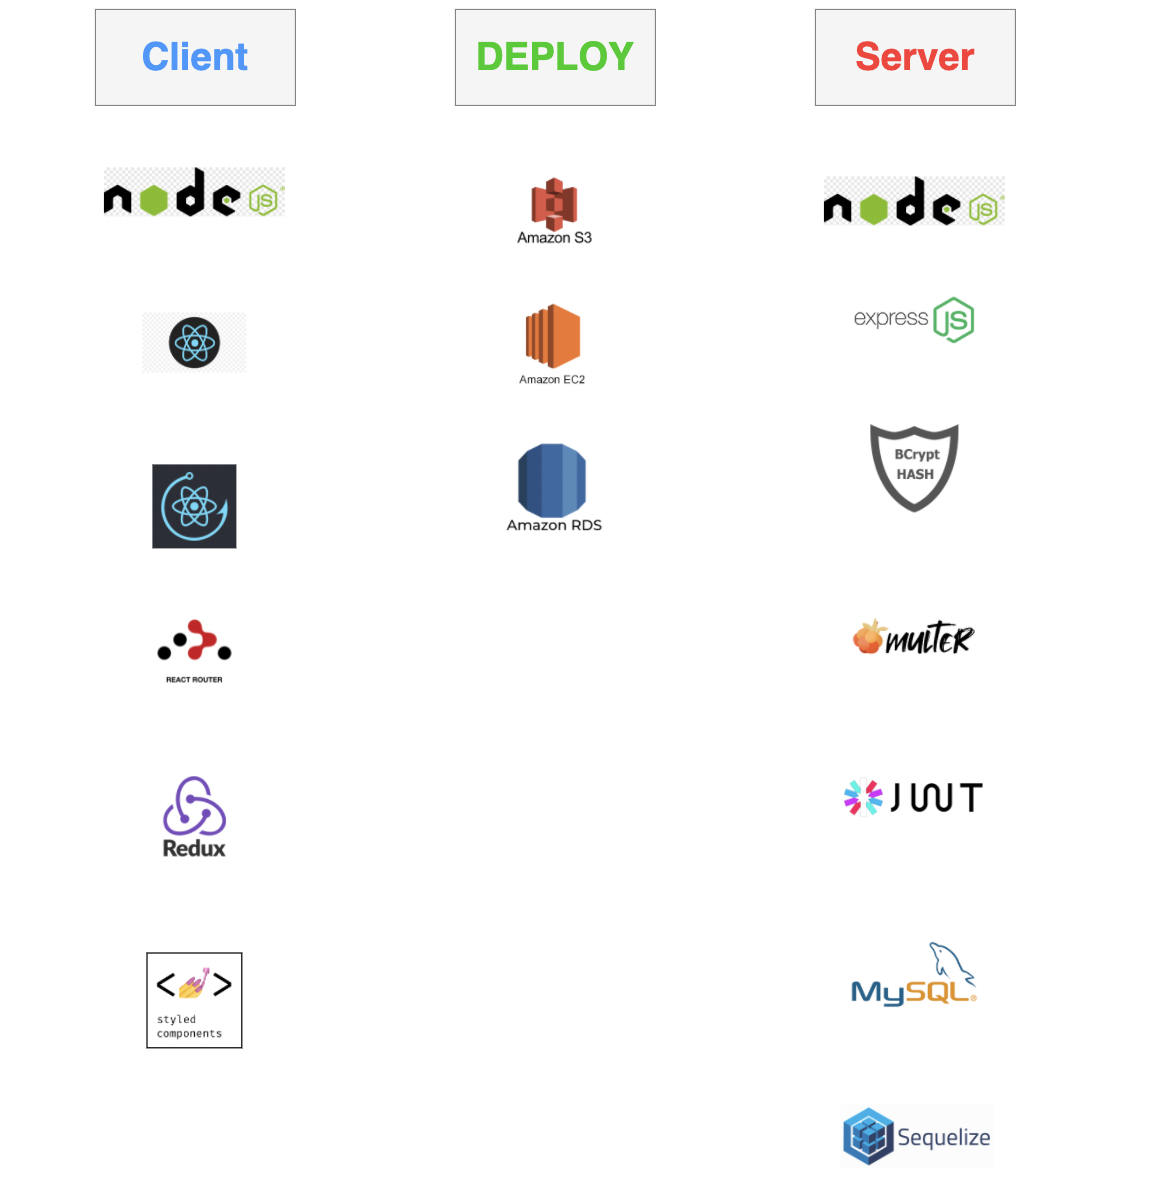 Client
DEPLOY
Server
node JS
Amazon S3
node JS
express JS
Amazon EC2
BCrypt
HASH
Amazon RDS
MULTER
REACT ROUTER
JWT
Redux
MySQL®
styled
components
Sequelize